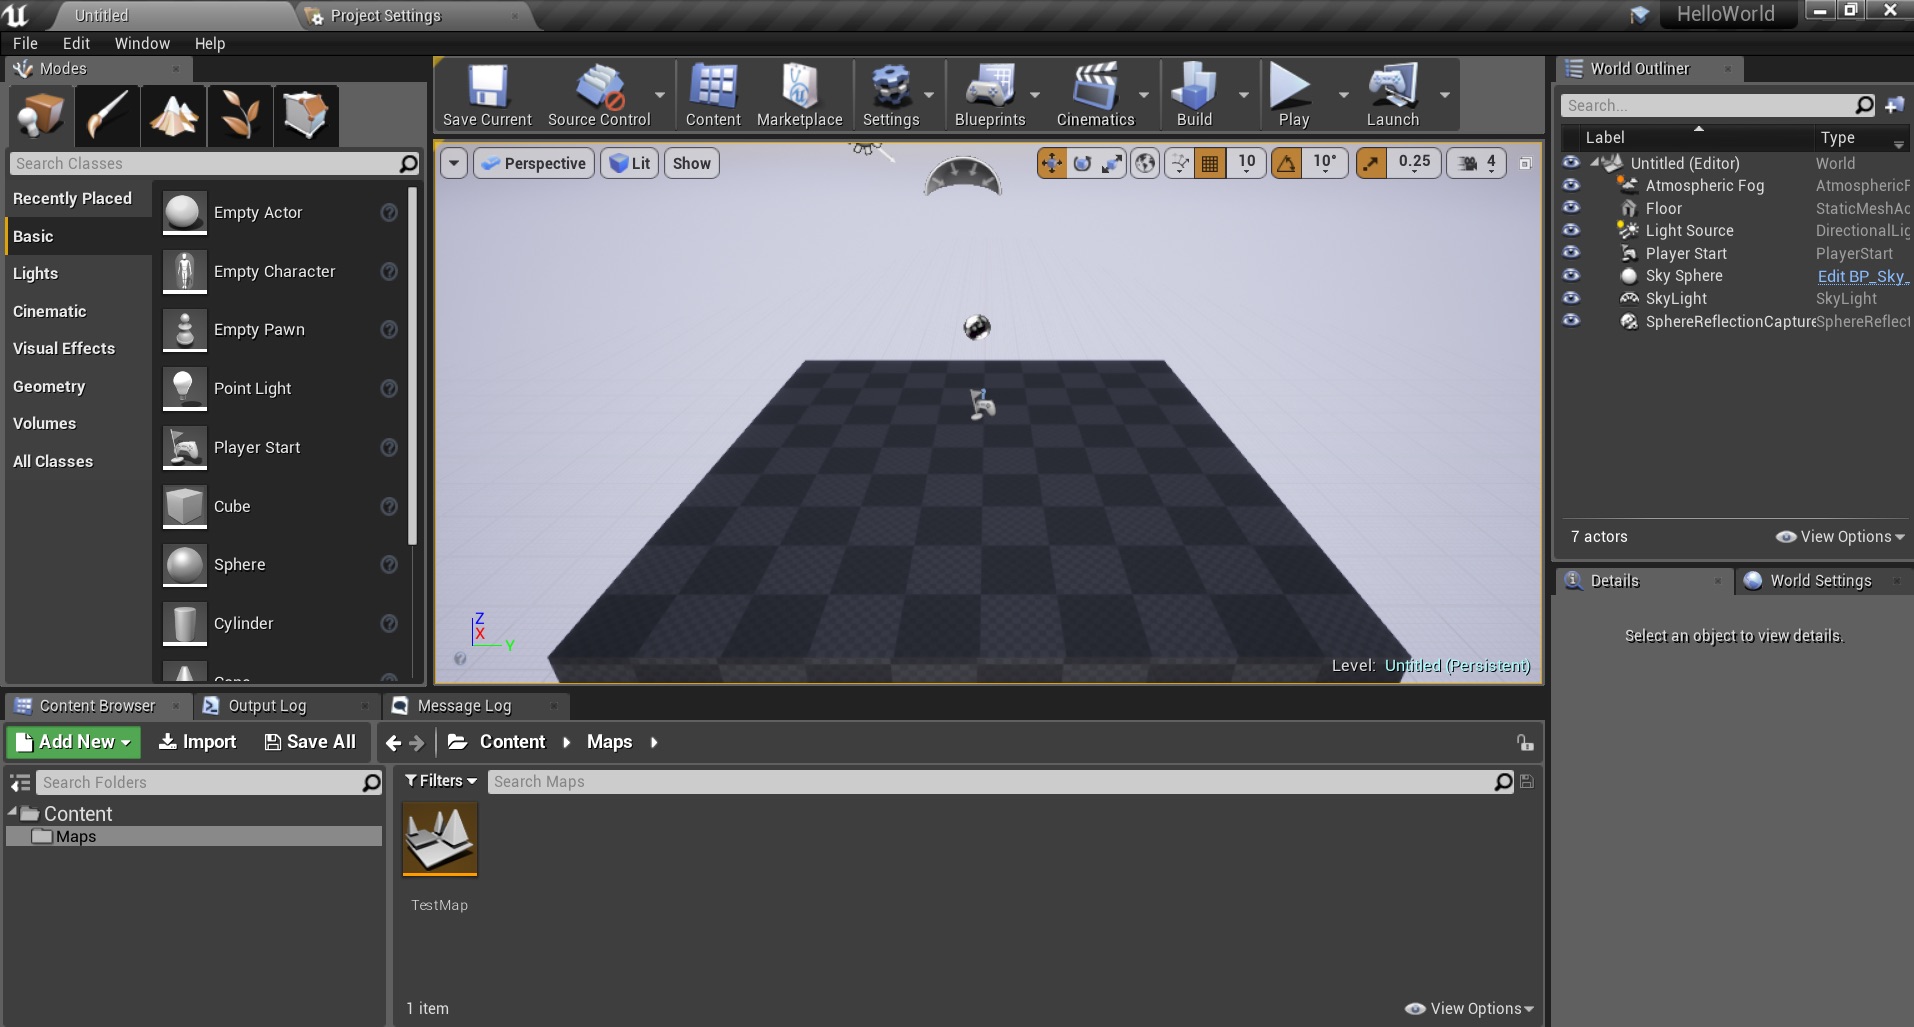 Untitled
Project Settings
HelloWorld
File Edit Window Help
Modes
Search Classes
Recently Placed
Basic
Lights
Cinematic
Visual Effects
Geometry
Volumes
All Classes
Empty Actor
Empty Character
Empty Pawn
Point Light
Player Start
Cube
Sphere
Cylinder
Cone
Save Current
Source Control
Content
Marketplace
Settings
Blueprints
Cinematics
Build
Play
Launch
Perspective
Lit
Show
10
10°
0.25
4
Z
X
Y
Level: Untitled (Persistent)
World Outliner
Search...
Label Type
Untitled (Editor) World
Atmospheric Fog AtmosphericF
Floor StaticMeshAc
Light Source DirectionalLig
Player Start PlayerStart
Sky Sphere Edit BP_Sky_
SkyLight SkyLight
SphereReflectionCapture SphereReflect
7 actors
View Options
Details
World Settings
Select an object to view details.
Content Browser
Output Log
Message Log
Add New
Import
Save All
Content
Maps
Search Folders
Content
Maps
Filters
Search Maps
TestMap
1 item
View Options